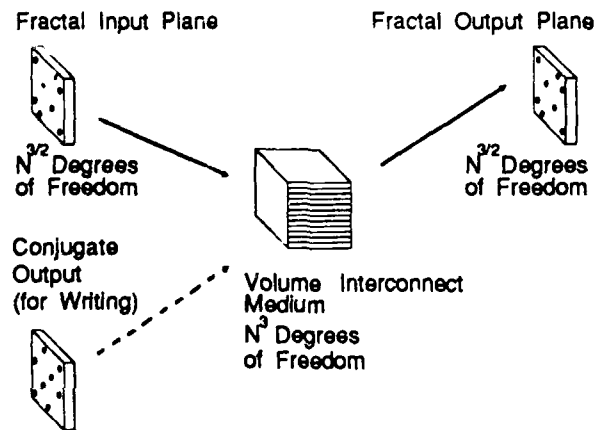 Fractal Input Plane
Fractal Output Plane
N^3/2 Degrees
of Freedom
N^3/2 Degrees
of Freedom
Conjugate
Output
(for Writing)
Volume Interconnect
Medium
N^3 Degrees
of Freedom